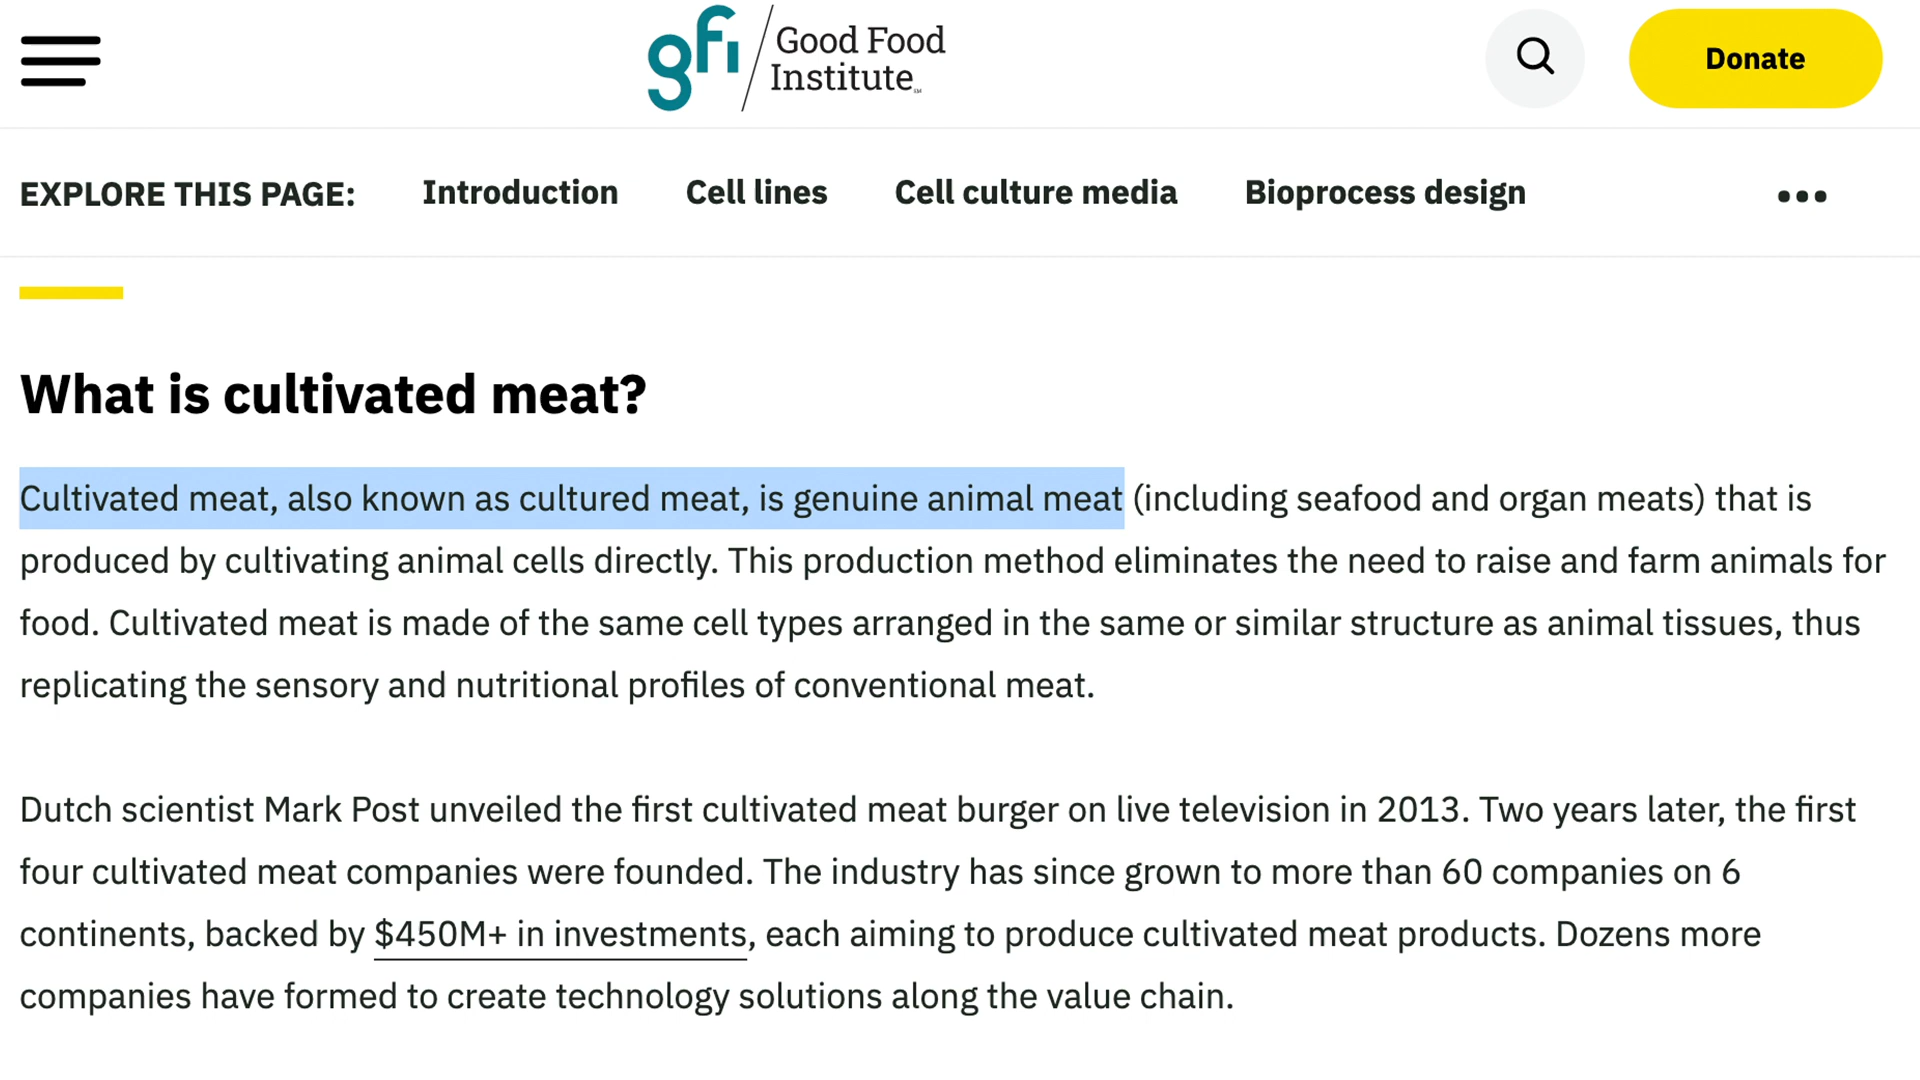 gfi Good Food
Institute
Donate
EXPLORE THIS PAGE: Introduction Cell lines Cell culture media Bioprocess design
What is cultivated meat?
Cultivated meat, also known as cultured meat, is genuine animal meat (including seafood and organ meats) that is
produced by cultivating animal cells directly. This production method eliminates the need to raise and farm animals for
food. Cultivated meat is made of the same cell types arranged in the same or similar structure as animal tissues, thus
replicating the sensory and nutritional profiles of conventional meat.
Dutch scientist Mark Post unveiled the first cultivated meat burger on live television in 2013. Two years later, the first
four cultivated meat companies were founded. The industry has since grown to more than 60 companies on 6
continents, backed by $450M+ in investments, each aiming to produce cultivated meat products. Dozens more
companies have formed to create technology solutions along the value chain.